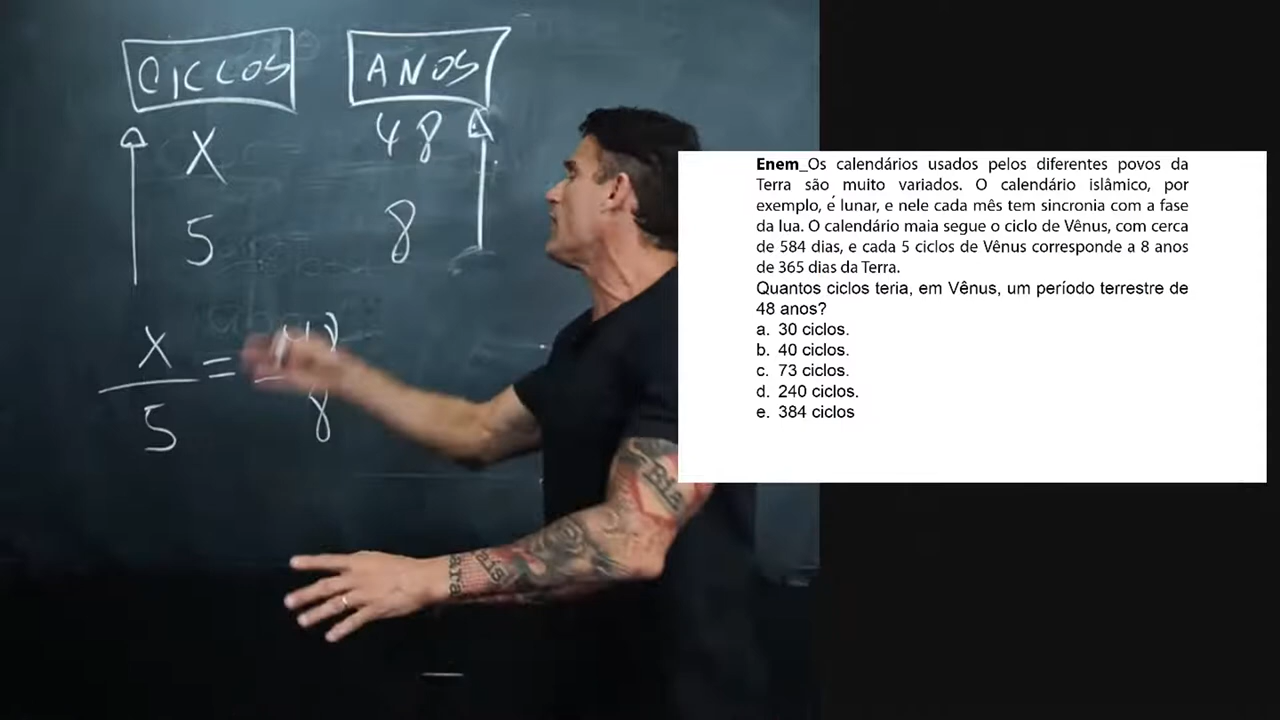 CICLOS ANOS
X 48
5 8
x/5 = 48/8
Enem_Os calendários usados pelos diferentes povos da
Terra são muito variados. O calendário islâmico, por
exemplo, é lunar, e nele cada mês tem sincronia com a fase
da lua. O calendário maia segue o ciclo de Vênus, com cerca
de 584 dias, e cada 5 ciclos de Vênus corresponde a 8 anos
de 365 dias da Terra.
Quantos ciclos teria, em Vênus, um período terrestre de
48 anos?
a. 30 ciclos.
b. 40 ciclos.
c. 73 ciclos.
d. 240 ciclos.
e. 384 ciclos